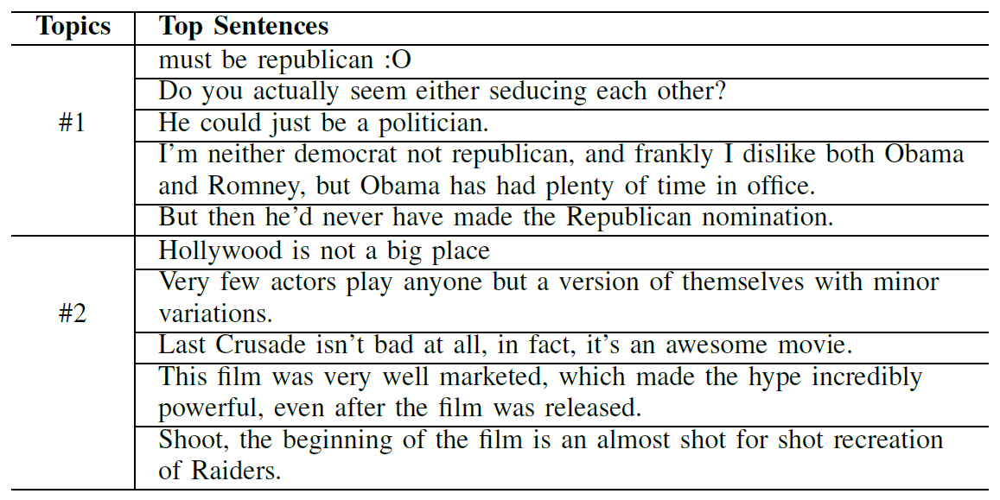 Topics Top Sentences
must be republican :O
Do you actually seem either seducing each other?
#1 He could just be a politician.
I'm neither democrat not republican, and frankly I dislike both Obama
and Romney, but Obama has had plenty of time in office.
But then he'd never have made the Republican nomination.
Hollywood is not a big place
Very few actors play anyone but a version of themselves with minor
#2 variations.
Last Crusade isn't bad at all, in fact, it's an awesome movie.
This film was very well marketed, which made the hype incredibly
powerful, even after the film was released.
Shoot, the beginning of the film is an almost shot for shot recreation
of Raiders.